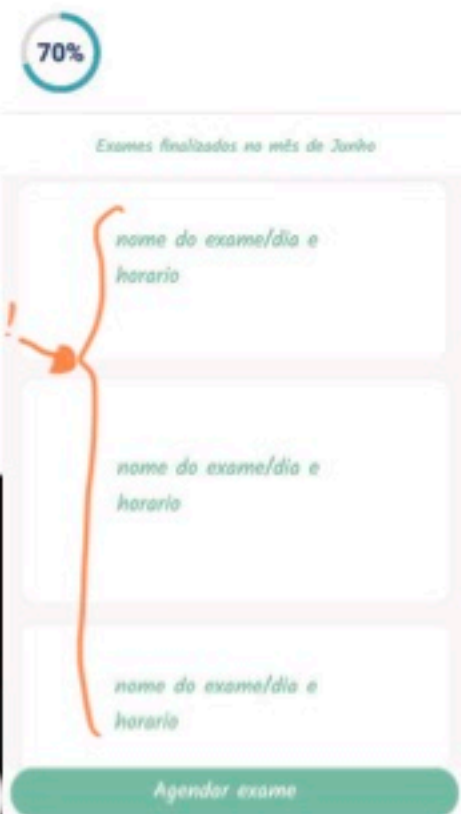 70%
Exames finalizados no mês de Junho
nome do exame/dia e
horario
!
nome do exame/dia e
horario
nome do exame/dia e
horario
Agendar exame